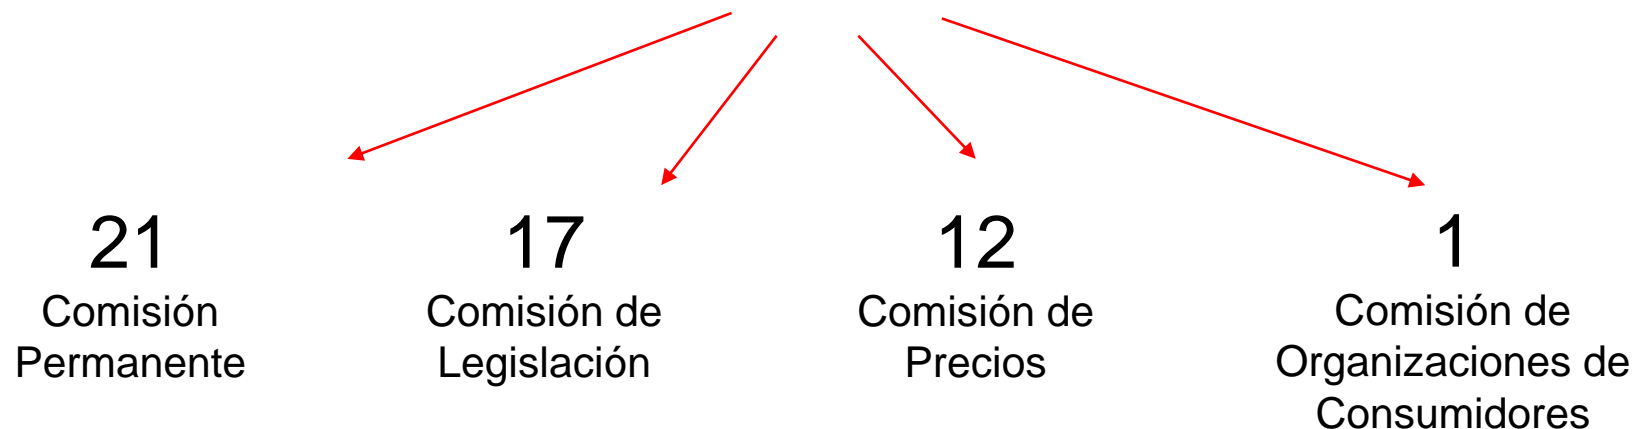 21
Comisión
Permanente
17
Comisión de
Legislación
12
Comisión de
Precios
1
Comisión de
Organizaciones de
Consumidores